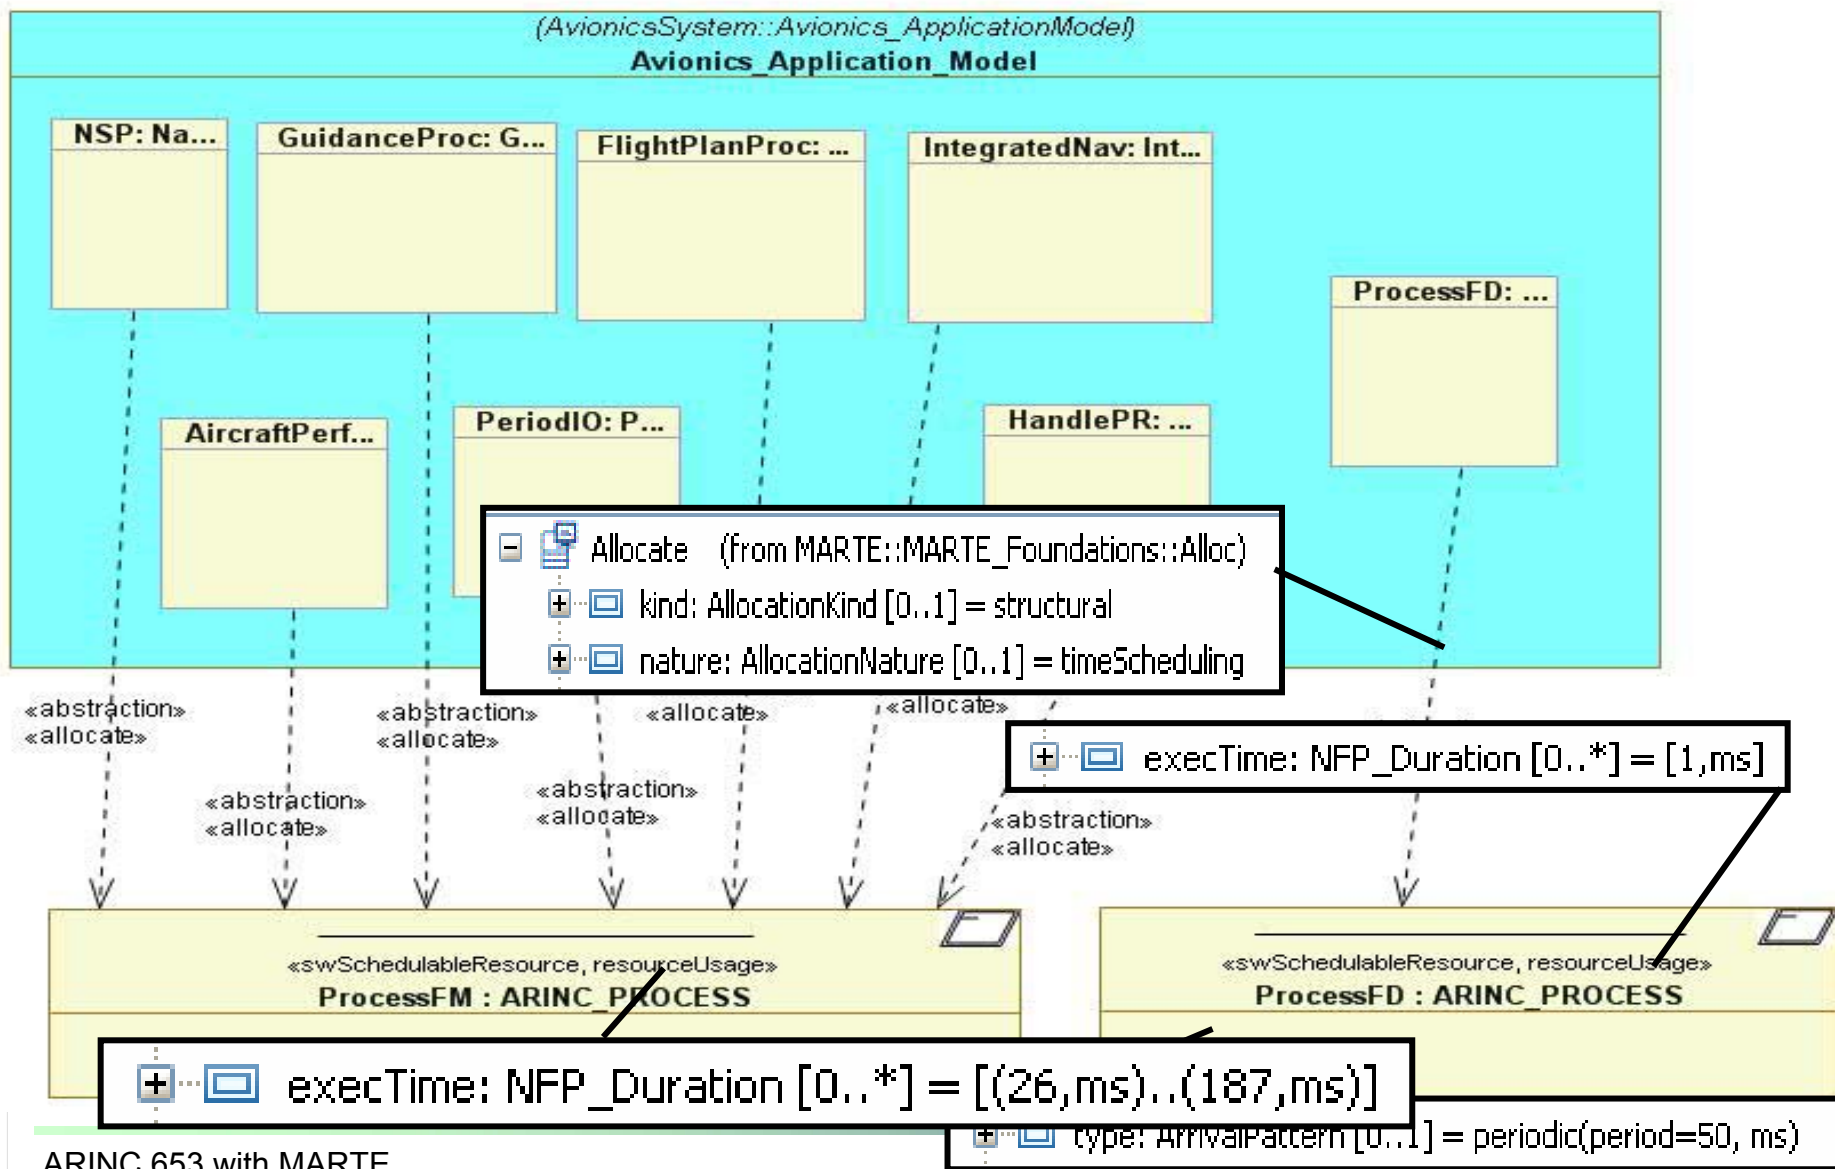 (AvionicsSystem::Avionics_ApplicationModel)
Avionics_Application_Model
NSP: Na...
GuidanceProc: G...
FlightPlanProc: ...
IntegratedNav: Int...
ProcessFD: ...
AircraftPerf...
PeriodIO: P...
HandlePR: ...
Allocate (from MARTE::MARTE_Foundations::Alloc)
kind: AllocationKind [0..1] = structural
nature: AllocationNature [0..1] = timeScheduling
«abstraction»
«allocate»
«abstraction»
«allocate»
«allocate»
«allocate»
execTime: NFP_Duration [0..*] = [1,ms]
«abstraction»
«allocate»
«abstraction»
«allocate»
«abstraction»
«allocate»
«swSchedulableResource, resourceUsage»
ProcessFM : ARINC_PROCESS
«swSchedulableResource, resourceUsage»
ProcessFD : ARINC_PROCESS
execTime: NFP_Duration [0..*] = [(26,ms)..(187,ms)]
type: ArrivalPattern [0..1] = periodic(period=50, ms)
ARINC 653 with MARTE